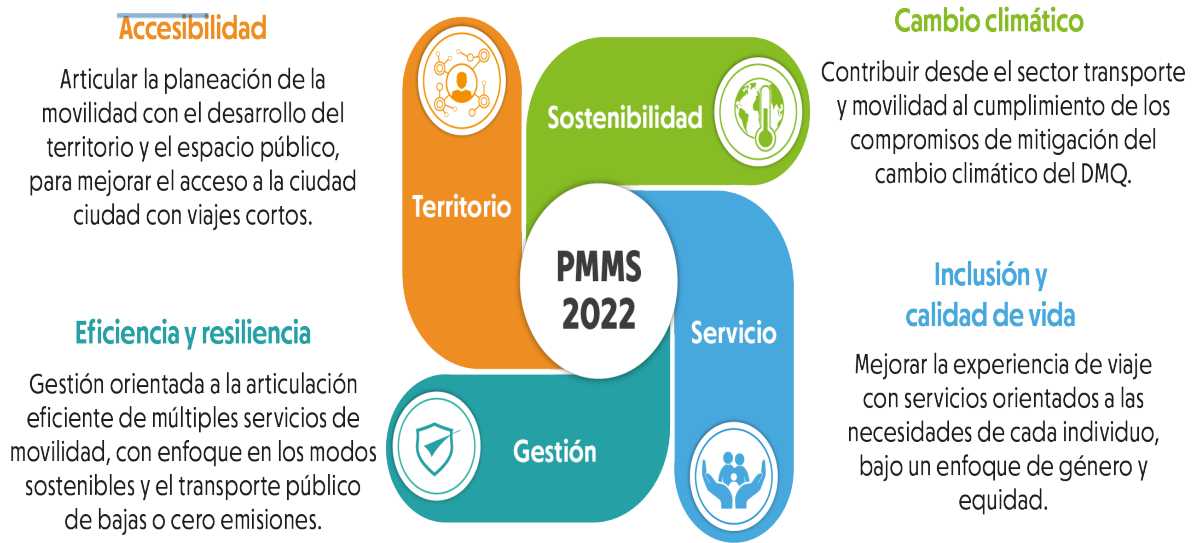 Accesibilidad
Articular la planeación de la
movilidad con el desarrollo del
territorio y el espacio público,
para mejorar el acceso a la ciudad
ciudad con viajes cortos.
Eficiencia y resiliencia
Gestión orientada a la articulación
eficiente de múltiples servicios de
movilidad, con enfoque en los modos
sostenibles y el transporte público
de bajas o cero emisiones.
Territorio
Sostenibilidad
PMMS
2022
Servicio
Gestión
Cambio climático
Contribuir desde el sector transporte
y movilidad al cumplimiento de los
compromisos de mitigación del
cambio climático del DMQ.
Inclusión y
calidad de vida
Mejorar la experiencia de viaje
con servicios orientados a las
necesidades de cada individuo,
bajo un enfoque de género y
equidad.